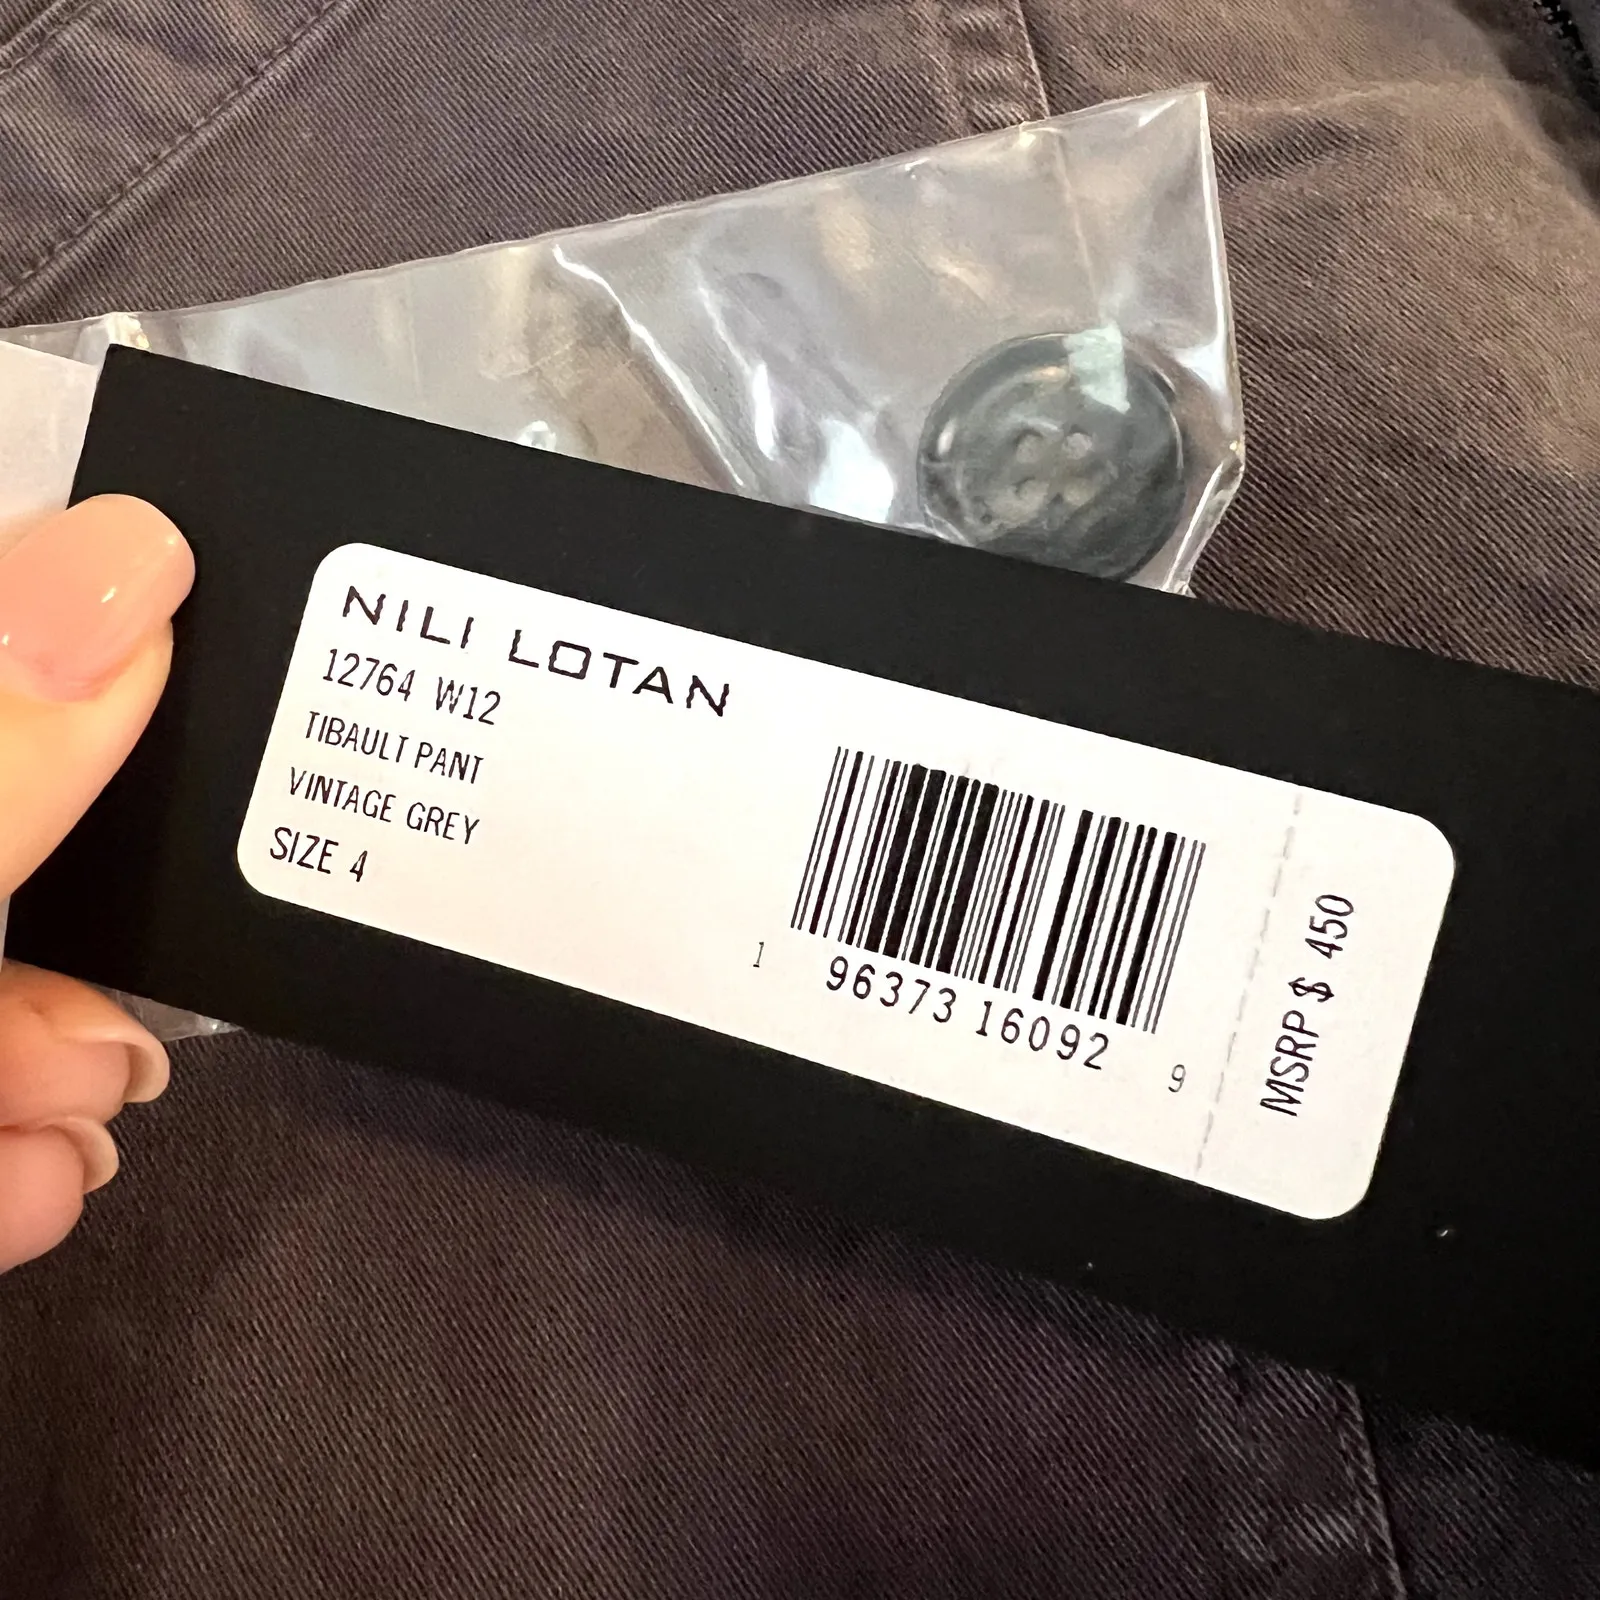 NILI LOTAN
12764 W12
TIBAULT PANT
VINTAGE GREY
SIZE 4
1 96373 16092 9
MSRP $ 450